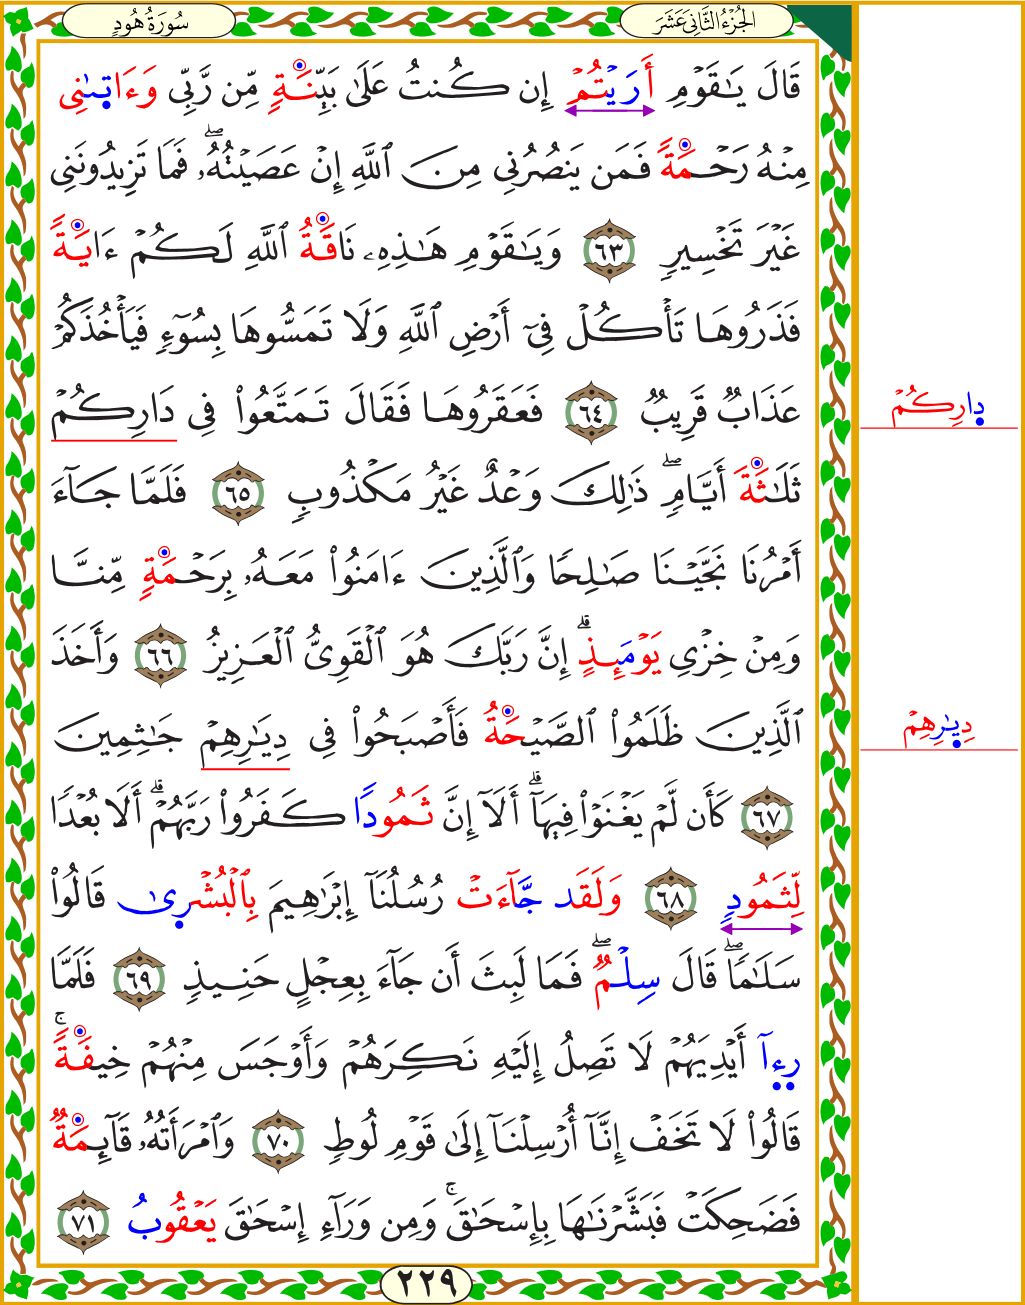 الجُزْءُ الثَّانِىَ عَشَرَ
سُورَةُ هُودٍ
قَالَ يَـٰقَوْمِ أَرَيْتُمْ إِن كُنتُ عَلَىٰ بَيِّنَةٍ مِّن رَّبِّى وَءَاتَىٰنِى
مِنْهُ رَحْمَةً فَمَن يَنصُرُنِى مِنَ ٱللَّهِ إِنْ عَصَيْتُهُۥۖ فَمَا تَزِيدُونَنِى
غَيْرَ تَخْسِيرٍ ٦٣ وَيَـٰقَوْمِ هَـٰذِهِۦ نَاقَةُ ٱللَّهِ لَكُمْ ءَايَةً
فَذَرُوهَا تَأْكُلْ فِىٓ أَرْضِ ٱللَّهِ وَلَا تَمَسُّوهَا بِسُوٓءٍ فَيَأْخُذَكُمْ
عَذَابٌ قَرِيبٌ ٦٤ فَعَقَرُوهَا فَقَالَ تَمَتَّعُوا۟ فِى دَارِكُمْ
دِارِكُمْ
ثَلَـٰثَةَ أَيَّامٍۖ ذَٰلِكَ وَعْدٌ غَيْرُ مَكْذُوبٍ ٦٥ فَلَمَّا جَآءَ
أَمْرُنَا نَجَّيْنَا صَـٰلِحًا وَٱلَّذِينَ ءَامَنُوا۟ مَعَهُۥ بِرَحْمَةٍ مِّنَّا
وَمِنْ خِزْىِ يَوْمَئِذٍۗ إِنَّ رَبَّكَ هُوَ ٱلْقَوِىُّ ٱلْعَزِيزُ ٦٦ وَأَخَذَ
ٱلَّذِينَ ظَلَمُوا۟ ٱلصَّيْحَةُ فَأَصْبَحُوا۟ فِى دِيَـٰرِهِمْ جَـٰثِمِينَ
دِيَـٰرِهِمْ
٦٧ كَأَن لَّمْ يَغْنَوْا۟ فِيهَآۗ أَلَآ إِنَّ ثَمُودًا كَفَرُوا۟ رَبَّهُمْۗ أَلَا بُعْدًا
لِّثَمُودٍ ٦٨ وَلَقَد جَّآءَتْ رُسُلُنَآ إِبْرَٰهِيمَ بِٱلْبُشْرِىٰ قَالُوا۟
سَلَـٰمًاۖ قَالَ سِلْمٌۖ فَمَا لَبِثَ أَن جَآءَ بِعِجْلٍ حَنِيذٍ ٦٩ فَلَمَّا
رِءِآ أَيْدِيَهُمْ لَا تَصِلُ إِلَيْهِ نَكِرَهُمْ وَأَوْجَسَ مِنْهُمْ خِيفَةًۚ
قَالُوا۟ لَا تَخَفْ إِنَّآ أُرْسِلْنَآ إِلَىٰ قَوْمِ لُوطٍ ٧٠ وَٱمْرَأَتُهُۥ قَآئِمَةٌ
فَضَحِكَتْ فَبَشَّرْنَـٰهَا بِإِسْحَـٰقَۚ وَمِن وَرَآءِ إِسْحَـٰقَ يَعْقُوبُ ٧١
٢٢٩